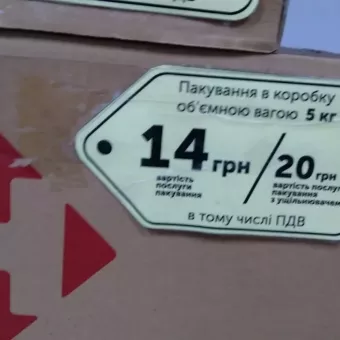 Пакування в коробку
об'ємною вагою 5 кг
14 грн / 20 грн
вартість послуги пакування
вартість послуги пакування з ущільнювачем
в тому числі ПДВ